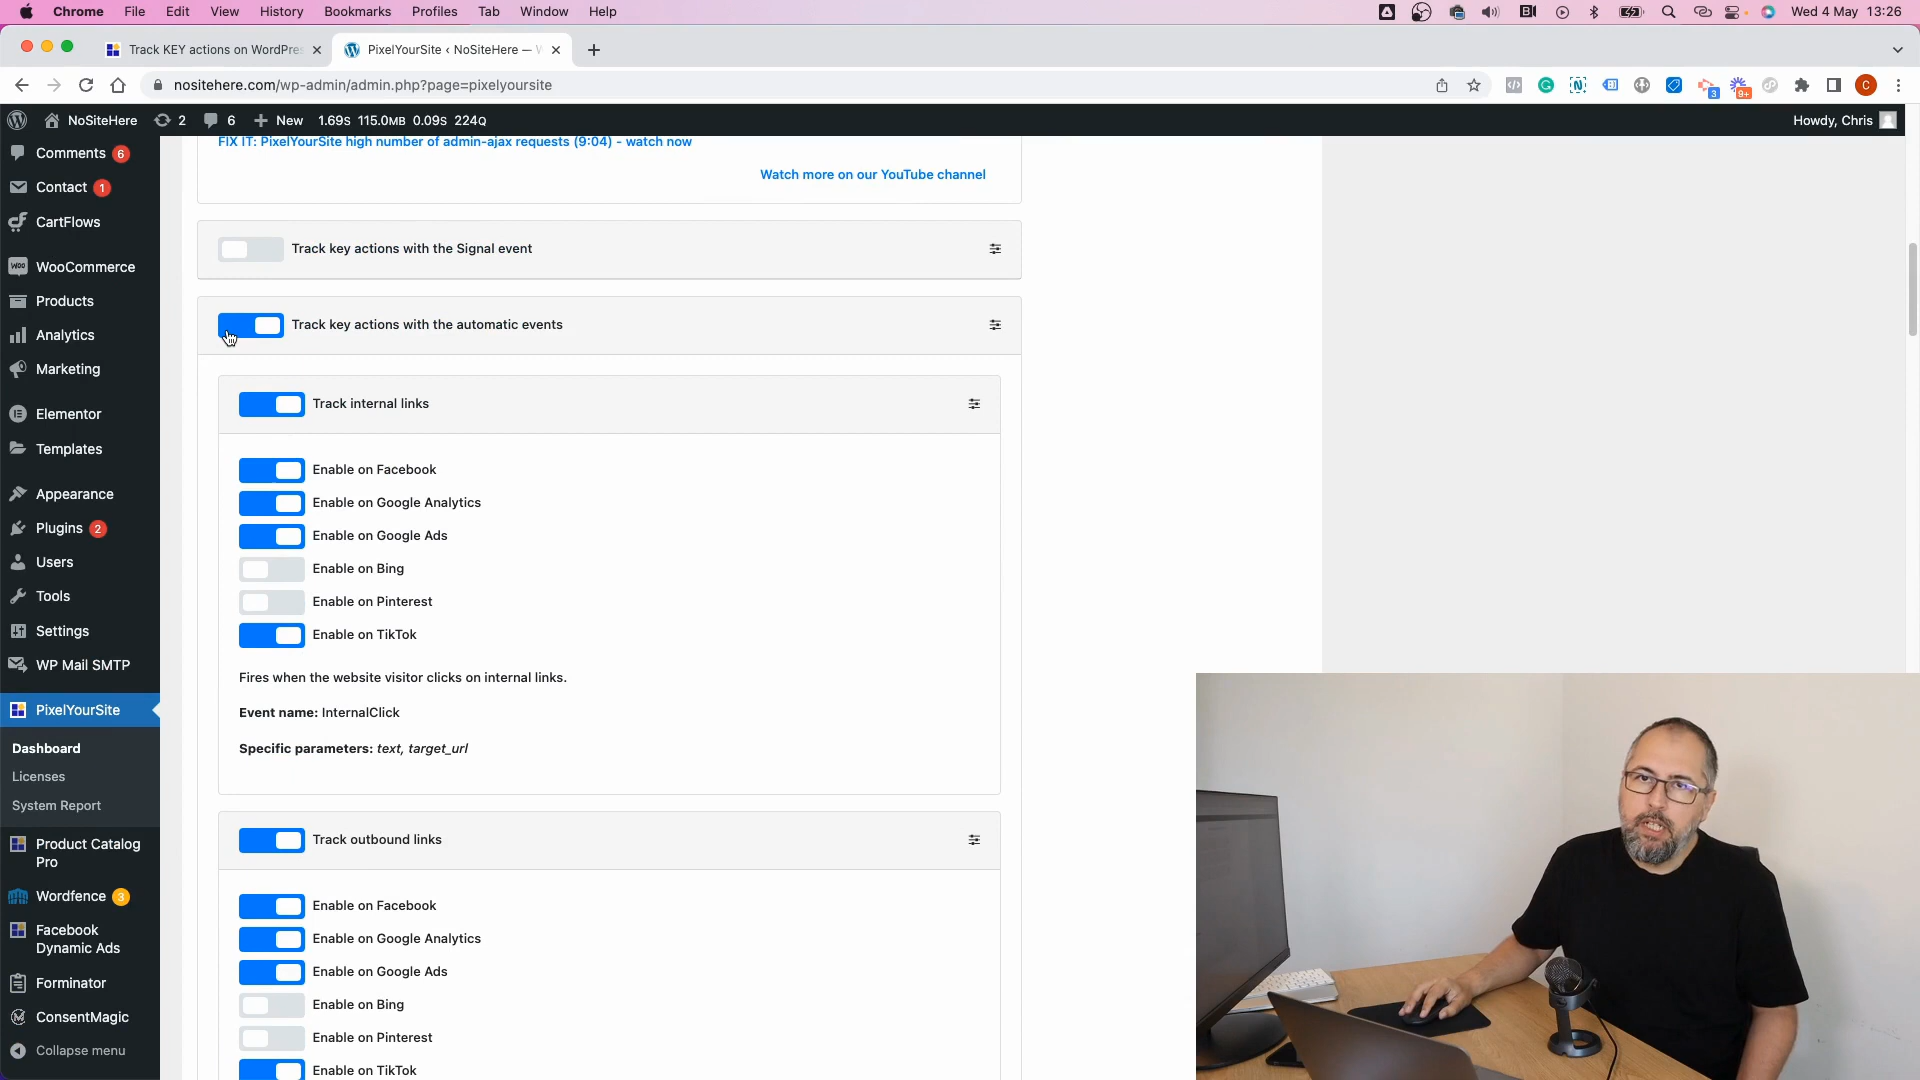 Chrome File Edit View History Bookmarks Profiles Tab Window Help
Wed 4 May 13:26
Track KEY actions on WordPres
PixelYourSite ‹ NoSiteHere — W
nositehere.com/wp-admin/admin.php?page=pixelyoursite
3
9+
C
NoSiteHere 2 6 New 1.69S 115.0MB 0.09S 224Q
Howdy, Chris
Comments 6
Contact 1
CartFlows
WooCommerce
Products
Analytics
Marketing
Elementor
Templates
Appearance
Plugins 2
Users
Tools
Settings
WP Mail SMTP
PixelYourSite
Dashboard
Licenses
System Report
Product Catalog
Pro
Wordfence 3
Facebook
Dynamic Ads
Forminator
ConsentMagic
Collapse menu
FIX IT: PixelYourSite high number of admin-ajax requests (9:04) - watch now
Watch more on our YouTube channel
Track key actions with the Signal event
Track key actions with the automatic events
Track internal links
Enable on Facebook
Enable on Google Analytics
Enable on Google Ads
Enable on Bing
Enable on Pinterest
Enable on TikTok
Fires when the website visitor clicks on internal links.
Event name: InternalClick
Specific parameters: text, target_url
Track outbound links
Enable on Facebook
Enable on Google Analytics
Enable on Google Ads
Enable on Bing
Enable on Pinterest
Enable on TikTok